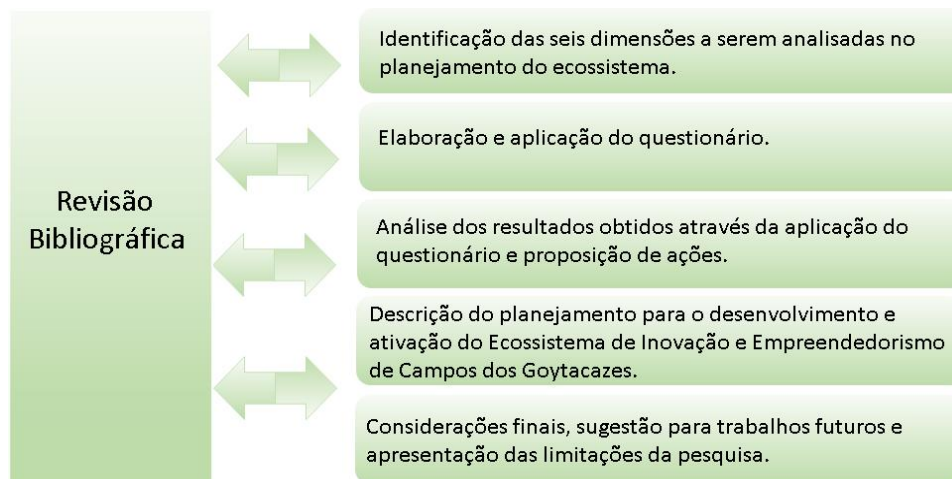 Revisão
Bibliográfica
Identificação das seis dimensões a serem analisadas no
planejamento do ecossistema.
Elaboração e aplicação do questionário.
Análise dos resultados obtidos através da aplicação do
questionário e proposição de ações.
Descrição do planejamento para o desenvolvimento e
ativação do Ecossistema de Inovação e Empreendedorismo
de Campos dos Goytacazes.
Considerações finais, sugestão para trabalhos futuros e
apresentação das limitações da pesquisa.